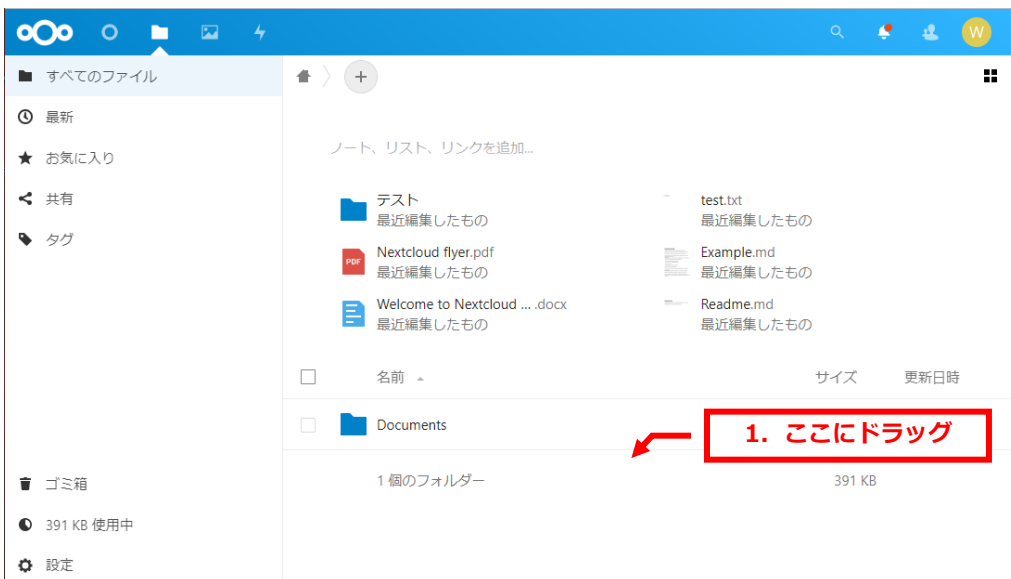 W
すべてのファイル
最新
お気に入り
共有
タグ
ノート、リスト、リンクを追加...
テスト
最近編集したもの
test.txt
最近編集したもの
PDF
Nextcloud flyer.pdf
最近編集したもの
Example.md
最近編集したもの
Welcome to Nextcloud ... .docx
最近編集したもの
Readme.md
最近編集したもの
名前
サイズ
更新日時
Documents
1. ここにドラッグ
1 個のフォルダー
391 KB
ゴミ箱
391 KB 使用中
設定